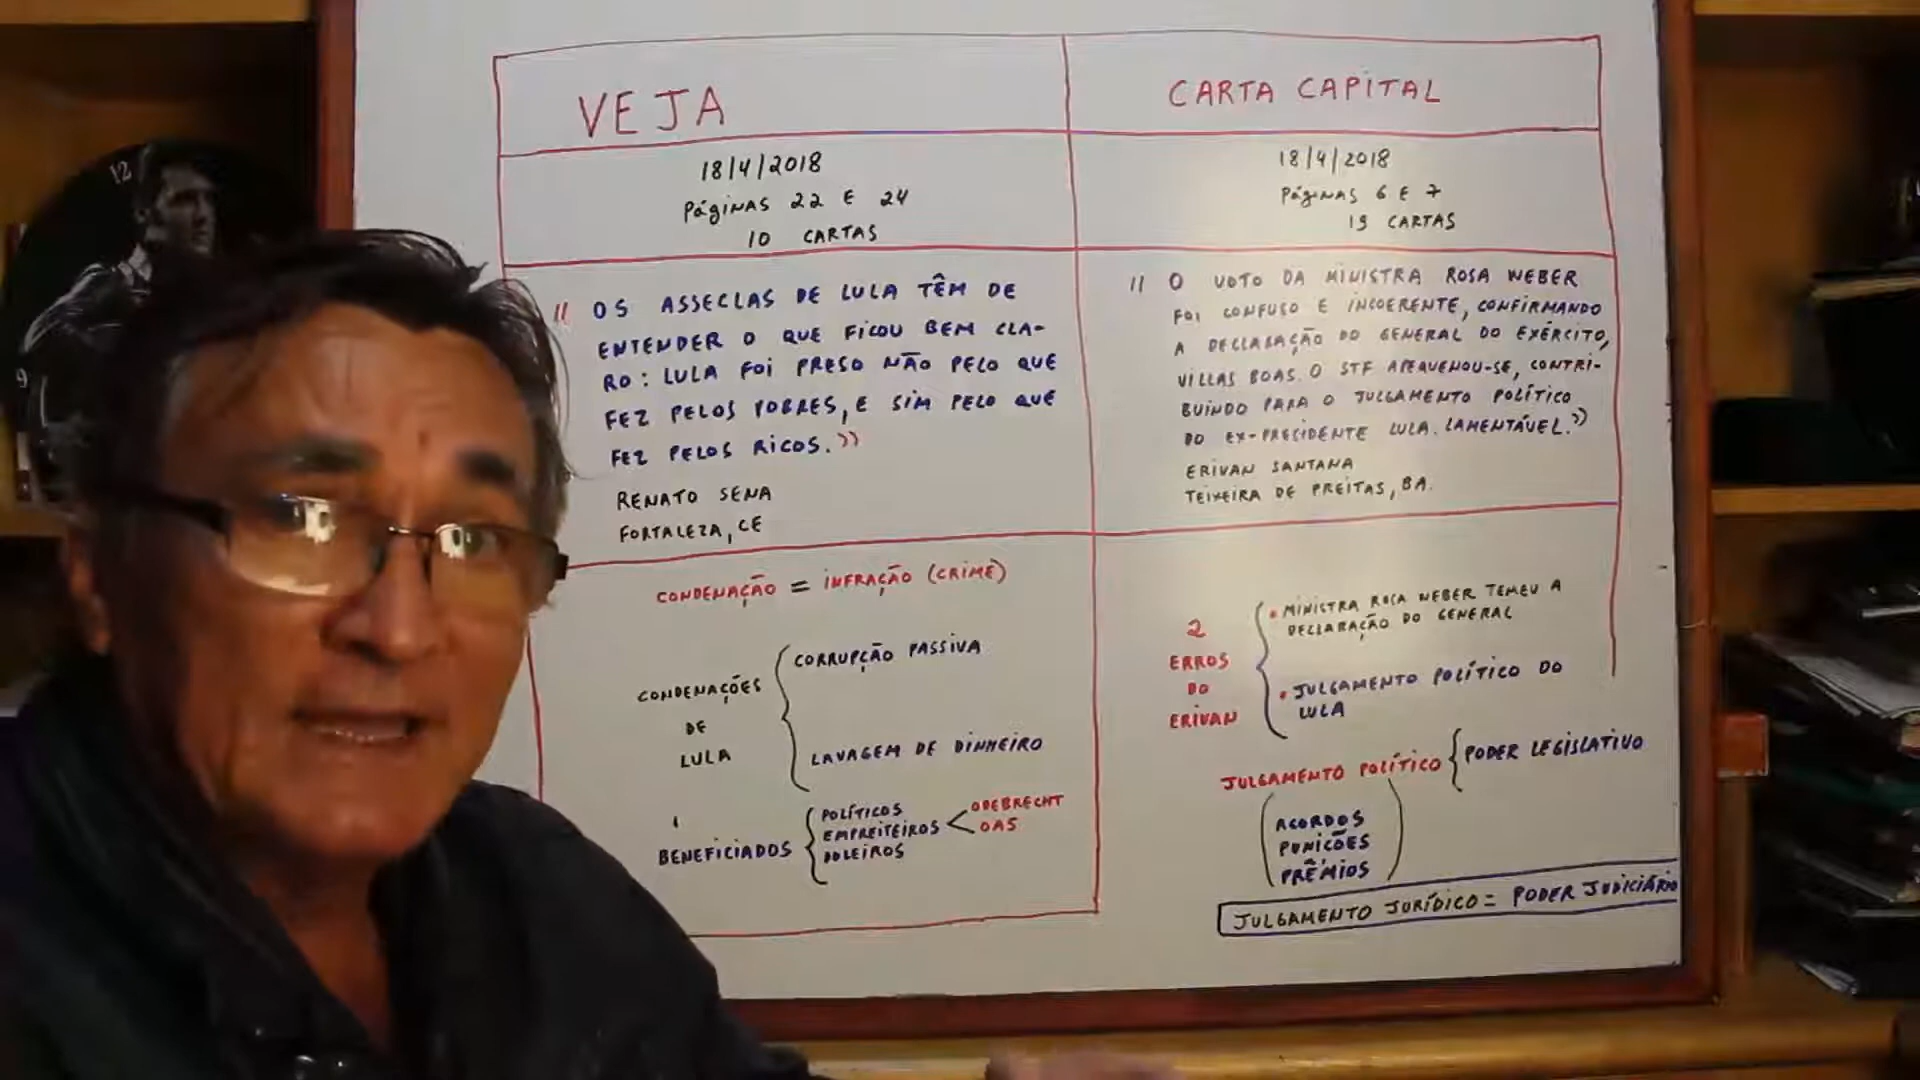 VEJA
18/4/2018
Páginas 22 E 24
10 CARTAS
" OS ASSECLAS DE LULA TÊM DE
ENTENDER O QUE FICOU BEM CLA-
RO: LULA FOI PRESO NÃO PELO QUE
FEZ PELOS POBRES, E SIM PELO QUE
FEZ PELOS RICOS."
RENATO SENA
FORTALEZA, CE
CONDENAÇÃO = INFRAÇÃO (CRIME)
CONDENAÇÕES
DE
LULA
CORRUPÇÃO PASSIVA
LAVAGEM DE DINHEIRO
BENEFICIADOS
POLÍTICOS
EMPREITEIROS
DOLEIROS
ODEBRECHT
OAS
CARTA CAPITAL
18/4/2018
Páginas 6 E 7
CARTAS
" O VOTO DA MINISTRA ROSA WEBER
FOI CONFUSO E INCOERENTE, CONFIRMANDO
A DECLARAÇÃO DO GENERAL DO EXÉRCITO,
VILLAS BOAS. O STF APEQUENOU-SE, CONTRI-
BUINDO PARA O JULGAMENTO POLÍTICO
DO EX-PRECIDENTE LULA. LAMENTÁVEL."
ERIVAN SANTANA
TEIXEIRA DE FREITAS, BA.
2
ERROS
DO
ERIVAN
• MINISTRA ROSA WEBER TEMEU A
DECLARAÇÃO DO GENERAL
• JULGAMENTO POLÍTICO DO
LULA
JULGAMENTO POLÍTICO { PODER LEGISLATIVO
ACORDOS
PUNIÇÕES
PRÊMIOS
JULGAMENTO JURÍDICO = PODER JUDICIÁRIO
12
9